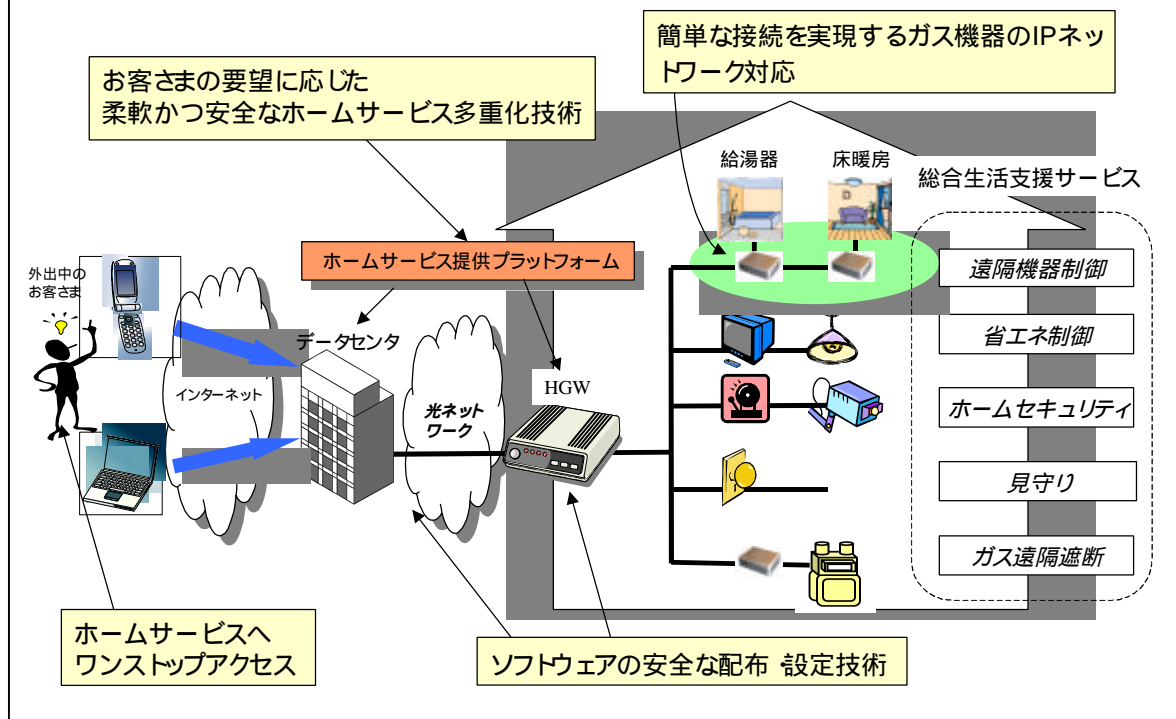 簡単な接続を実現するガス機器のIPネッ
トワーク対応
お客さまの要望に応じた
柔軟かつ安全なホームサービス多重化技術
給湯器
床暖房
総合生活支援サービス
ホームサービス提供プラットフォーム
遠隔機器制御
外出中の
お客さま
省エネ制御
データセンタ
HGW
インターネット
光ネット
ワーク
ホームセキュリティ
見守り
ガス遠隔遮断
ホームサービスへ
ワンストップアクセス
ソフトウェアの安全な配布・設定技術